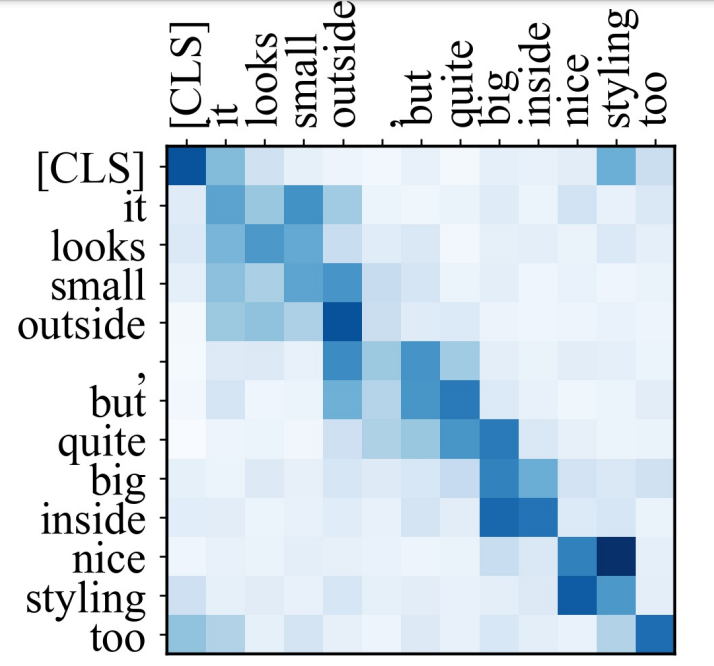 [CLS] it looks small outside , but quite big inside nice styling too
[CLS]
it
looks
small
outside
,
but
quite
big
inside
nice
styling
too